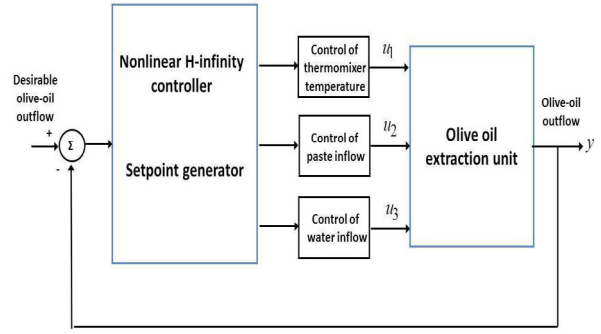 Desirable
olive-oil
outflow
+
-
Σ
Nonlinear H-infinity
controller
Setpoint generator
Control of
thermomixer
temperature
u1
Control of
paste inflow
u2
Control of
water inflow
u3
Olive oil
extraction unit
Olive-oil
outflow
y